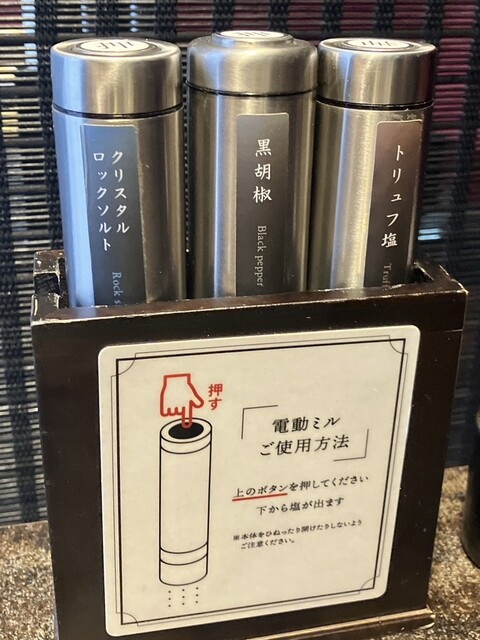 クリスタル
ロックソルト
Rock
黒胡椒
Black pepper
トリュフ塩
押す
電動ミル
ご使用方法
上のボタンを押してください
下から塩が出ます
※本体をひねったり開けたりしないよう
ご注意ください。